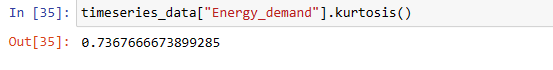 In [35]: timeseries_data["Energy_demand"].kurtosis()
Out[35]: 0.7367666673899285